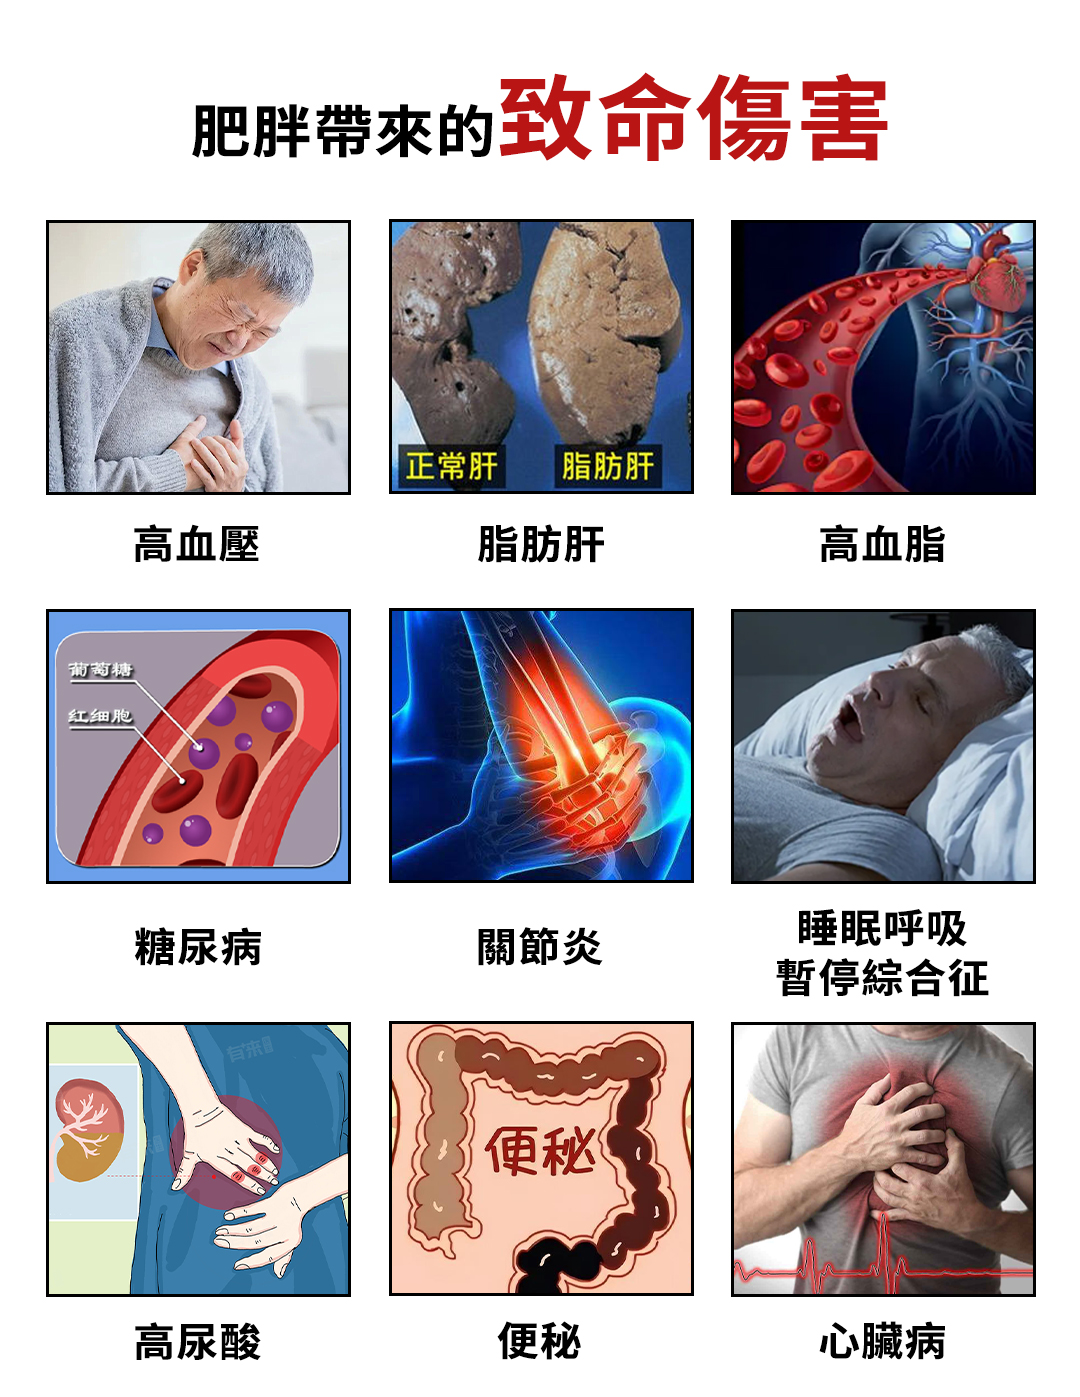 肥胖帶來的致命傷害
正常肝
脂肪肝
高血壓
脂肪肝
高血脂
葡萄糖
红细胞
糖尿病
關節炎
睡眠呼吸
暫停綜合征
有来
便秘
高尿酸
便秘
心臟病